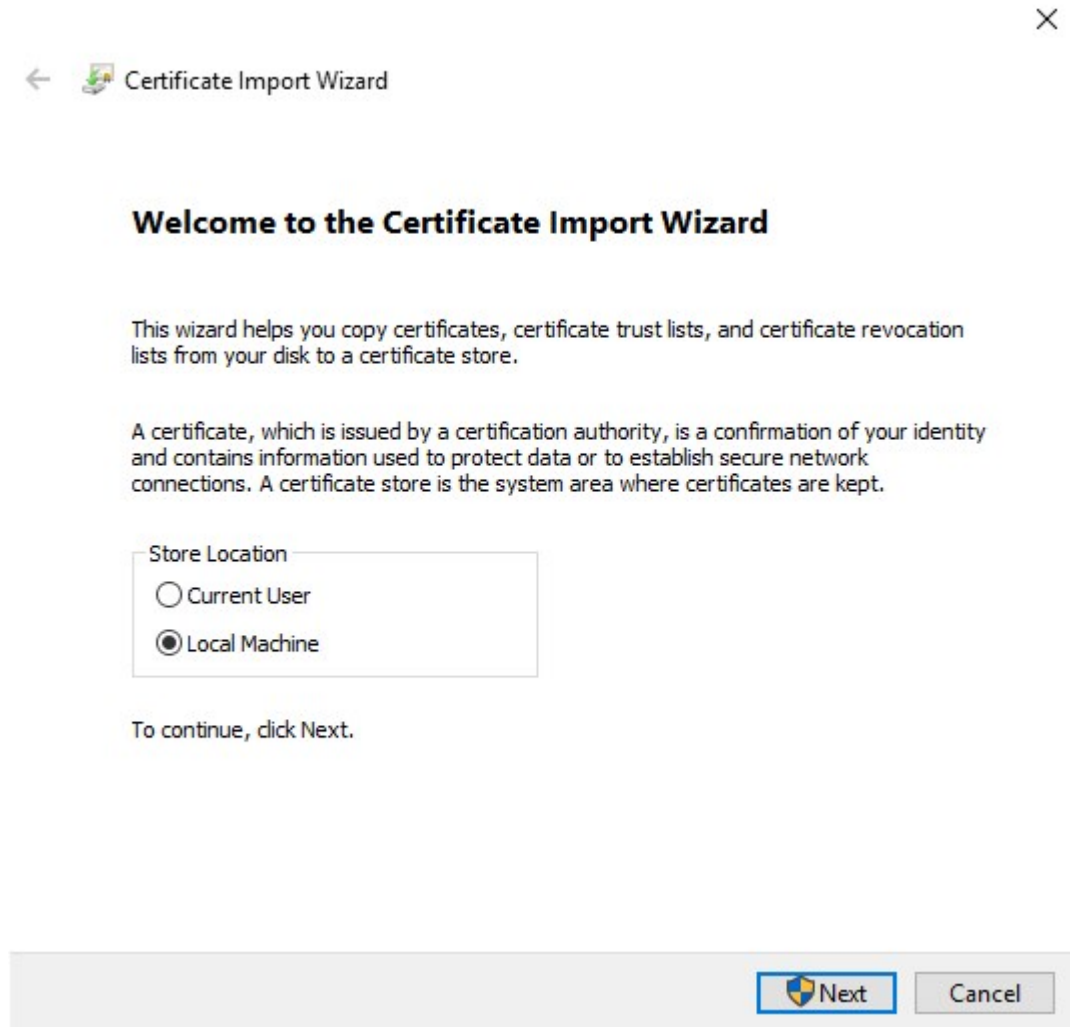 Certificate Import Wizard
Welcome to the Certificate Import Wizard
This wizard helps you copy certificates, certificate trust lists, and certificate revocation
lists from your disk to a certificate store.
A certificate, which is issued by a certification authority, is a confirmation of your identity
and contains information used to protect data or to establish secure network
connections. A certificate store is the system area where certificates are kept.
Store Location
Current User
Local Machine
To continue, click Next.
Next
Cancel